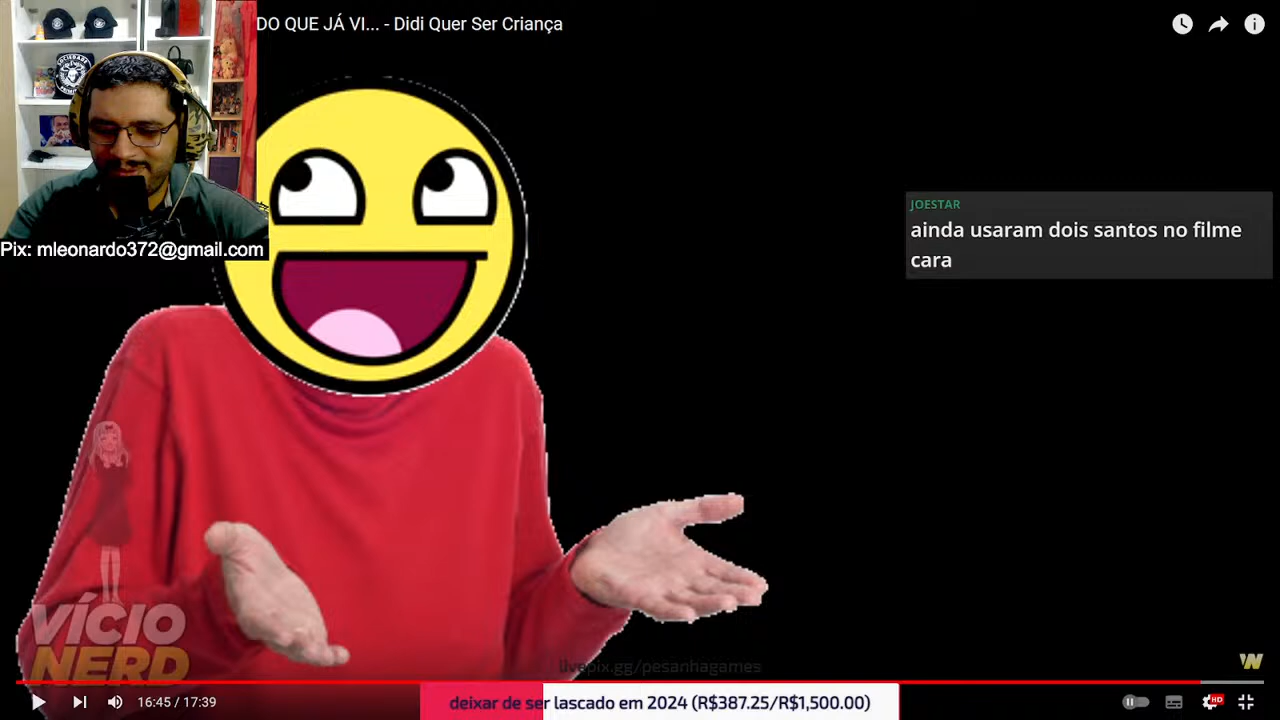 DO QUE JÁ VI... - Didi Quer Ser Criança
Pix: mleonardo372@gmail.com
JOESTAR
ainda usaram dois santos no filme
cara
VÍCIO
NERD
livepix.gg/pesanhagames
16:45 / 17:39
deixar de ser lascado em 2024 (R$387.25/R$1,500.00)
HD